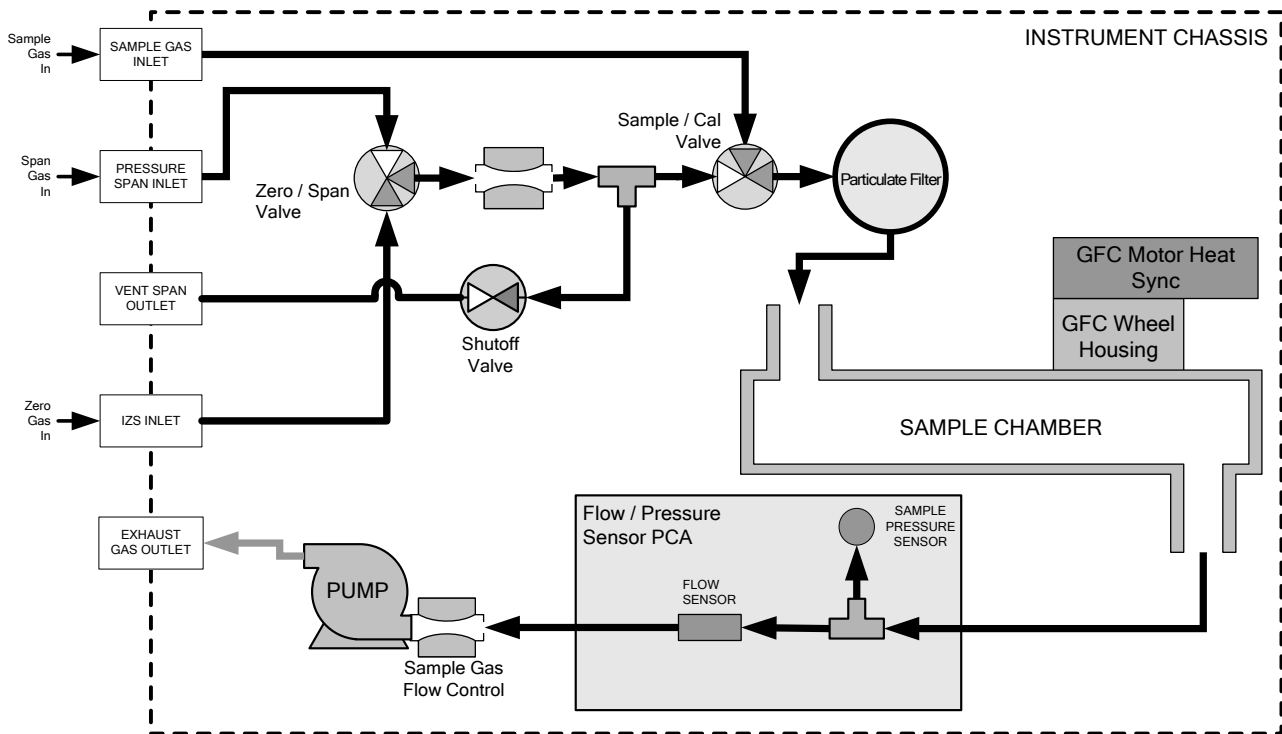 INSTRUMENT CHASSIS
Sample
Gas
In
SAMPLE GAS
INLET
Span
Gas
In
PRESSURE
SPAN INLET
Zero / Span
Valve
Sample / Cal
Valve
Particulate Filter
VENT SPAN
OUTLET
Shutoff
Valve
GFC Motor Heat
Sync
GFC Wheel
Housing
Zero
Gas
In
IZS INLET
SAMPLE CHAMBER
EXHAUST
GAS OUTLET
PUMP
Sample Gas
Flow Control
Flow / Pressure
Sensor PCA
SAMPLE
PRESSURE
SENSOR
FLOW
SENSOR